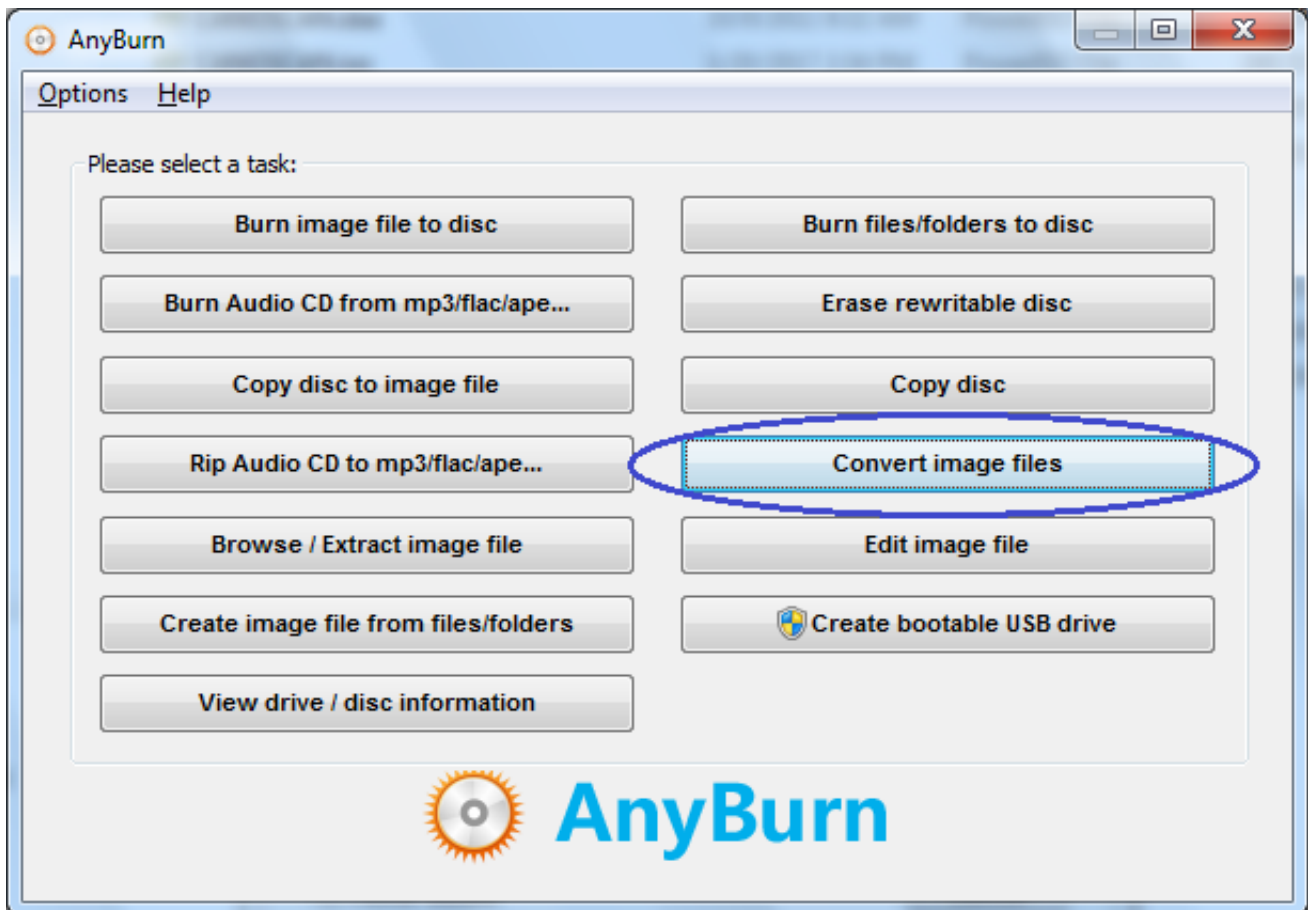 AnyBurn
Options Help
Please select a task:
Burn image file to disc
Burn files/folders to disc
Burn Audio CD from mp3/flac/ape...
Erase rewritable disc
Copy disc to image file
Copy disc
Rip Audio CD to mp3/flac/ape...
Convert image files
Browse / Extract image file
Edit image file
Create image file from files/folders
Create bootable USB drive
View drive / disc information
AnyBurn